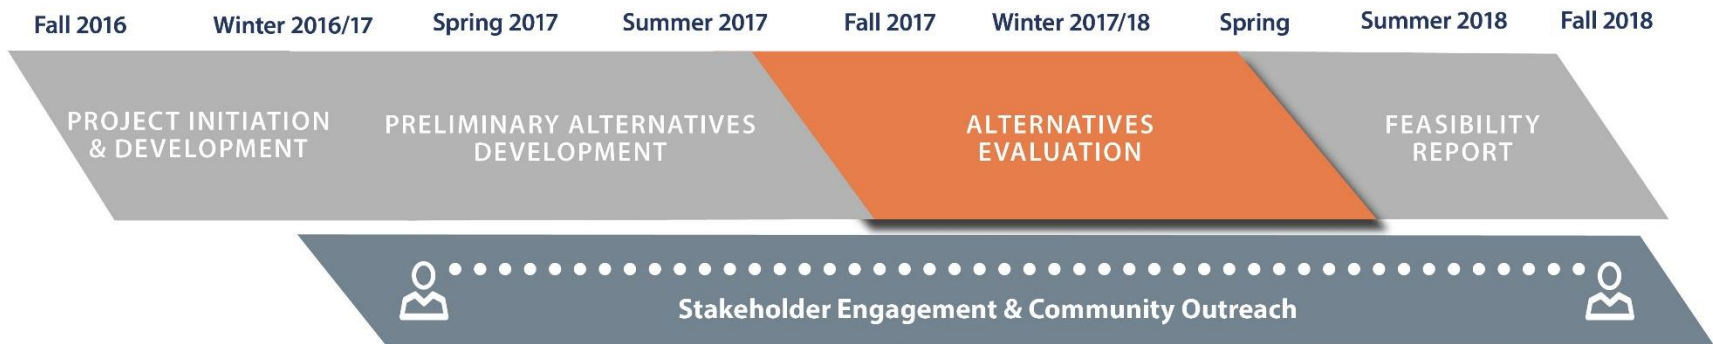 Fall 2016 Winter 2016/17 Spring 2017 Summer 2017 Fall 2017 Winter 2017/18 Spring Summer 2018 Fall 2018
PROJECT INITIATION
& DEVELOPMENT
PRELIMINARY ALTERNATIVES
DEVELOPMENT
ALTERNATIVES
EVALUATION
FEASIBILITY
REPORT
Stakeholder Engagement & Community Outreach